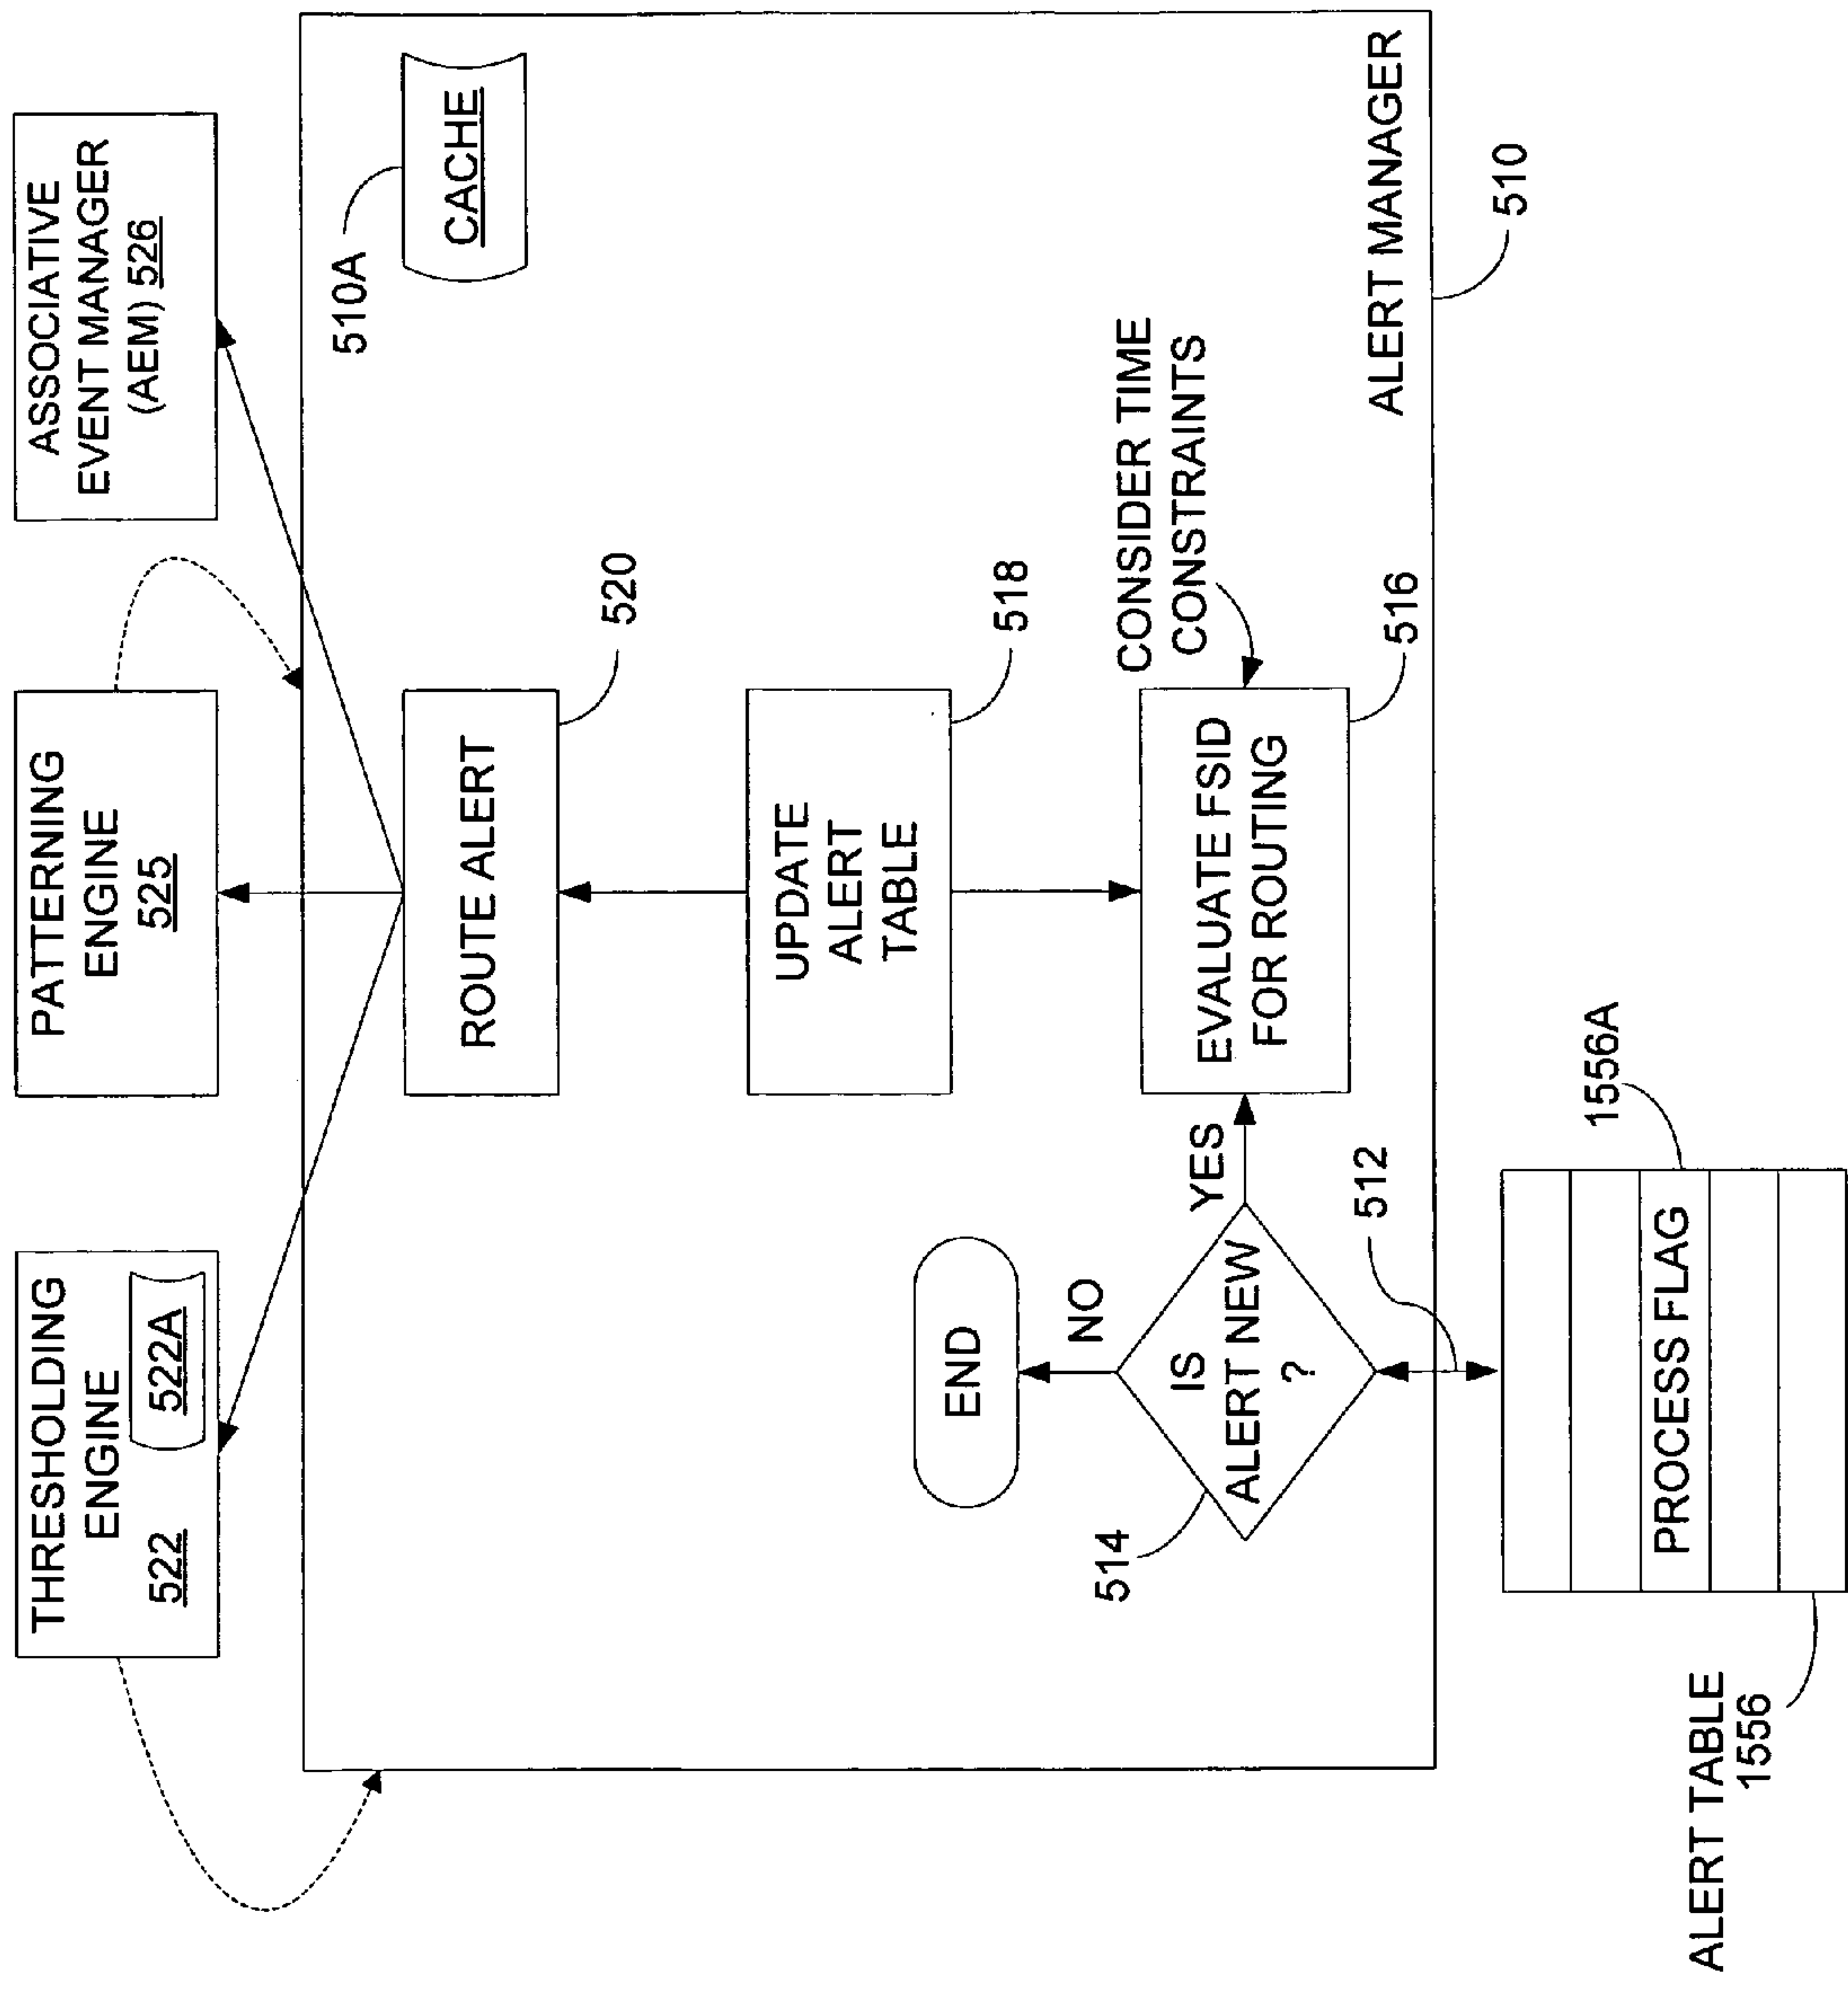 THRESHOLDING
ENGINE
522
522A
PATTERNING
ENGINE
525
ASSOCIATIVE
EVENT MANAGER
(AEM) 526
510A
CACHE
ROUTE ALERT
520
UPDATE
ALERT
TABLE
518
END
NO
IS
ALERT NEW
?
514
YES
EVALUATE FSID
FOR ROUTING
516
CONSIDER TIME
CONSTRAINTS
512
ALERT MANAGER
510
PROCESS FLAG
1556A
ALERT TABLE
1556